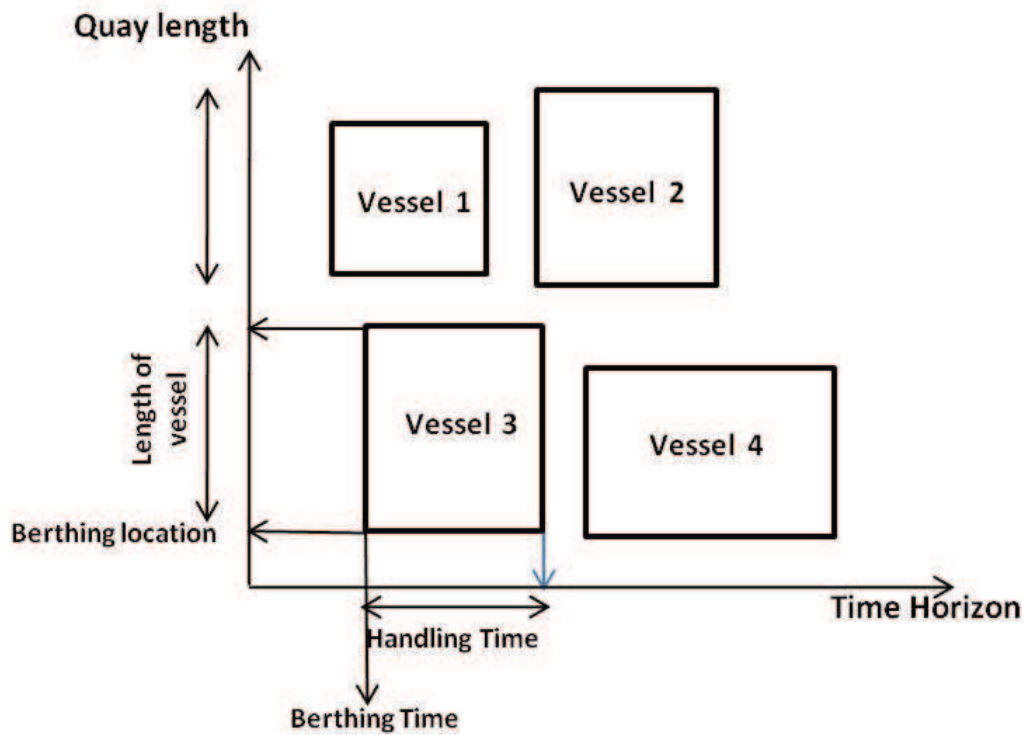 Quay length
Vessel 1
Vessel 2
Length of
vessel
Vessel 3
Vessel 4
Berthing location
Time Horizon
Handling Time
Berthing Time